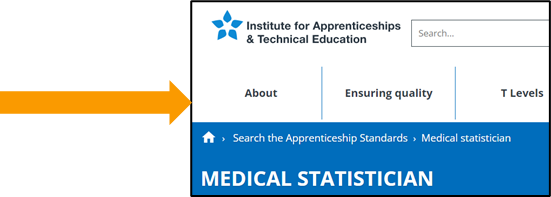 Institute for Apprenticeships
& Technical Education
Search...
About
Ensuring quality
T Levels
Search the Apprenticeship Standards › Medical statistician
MEDICAL STATISTICIAN